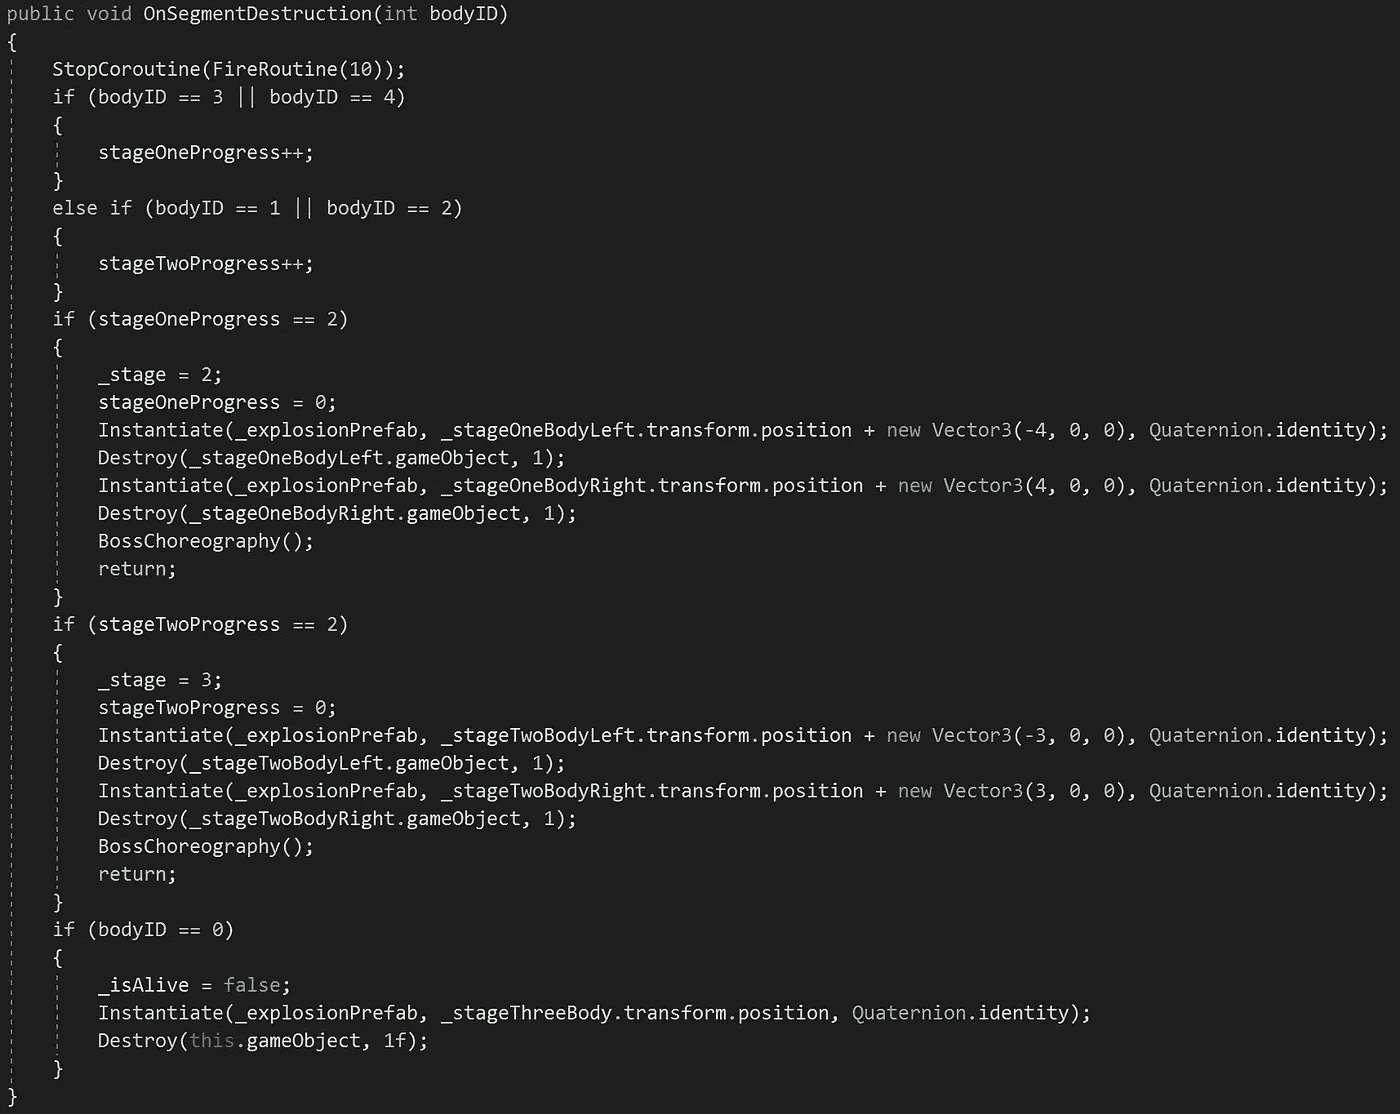 public void OnSegmentDestruction(int bodyID)
{
    StopCoroutine(FireRoutine(10));
    if (bodyID == 3 || bodyID == 4)
    {
        stageOneProgress++;
    }
    else if (bodyID == 1 || bodyID == 2)
    {
        stageTwoProgress++;
    }
    if (stageOneProgress == 2)
    {
        _stage = 2;
        stageOneProgress = 0;
        Instantiate(_explosionPrefab, _stageOneBodyLeft.transform.position + new Vector3(-4, 0, 0), Quaternion.identity);
        Destroy(_stageOneBodyLeft.gameObject, 1);
        Instantiate(_explosionPrefab, _stageOneBodyRight.transform.position + new Vector3(4, 0, 0), Quaternion.identity);
        Destroy(_stageOneBodyRight.gameObject, 1);
        BossChoreography();
        return;
    }
    if (stageTwoProgress == 2)
    {
        _stage = 3;
        stageTwoProgress = 0;
        Instantiate(_explosionPrefab, _stageTwoBodyLeft.transform.position + new Vector3(-3, 0, 0), Quaternion.identity);
        Destroy(_stageTwoBodyLeft.gameObject, 1);
        Instantiate(_explosionPrefab, _stageTwoBodyRight.transform.position + new Vector3(3, 0, 0), Quaternion.identity);
        Destroy(_stageTwoBodyRight.gameObject, 1);
        BossChoreography();
        return;
    }
    if (bodyID == 0)
    {
        _isAlive = false;
        Instantiate(_explosionPrefab, _stageThreeBody.transform.position, Quaternion.identity);
        Destroy(this.gameObject, 1f);
    }
}